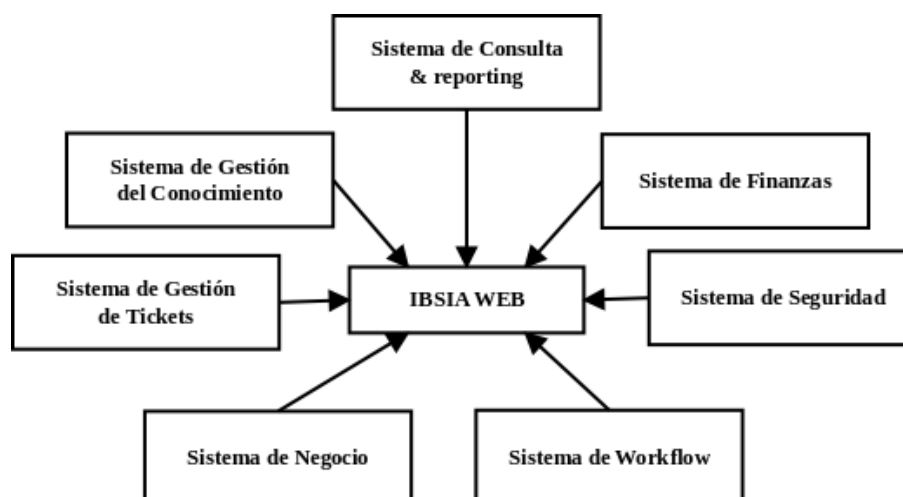 Sistema de Consulta
& reporting
Sistema de Gestión
del Conocimiento
Sistema de Finanzas
Sistema de Gestión
de Tickets
IBSIA WEB
Sistema de Seguridad
Sistema de Negocio
Sistema de Workflow